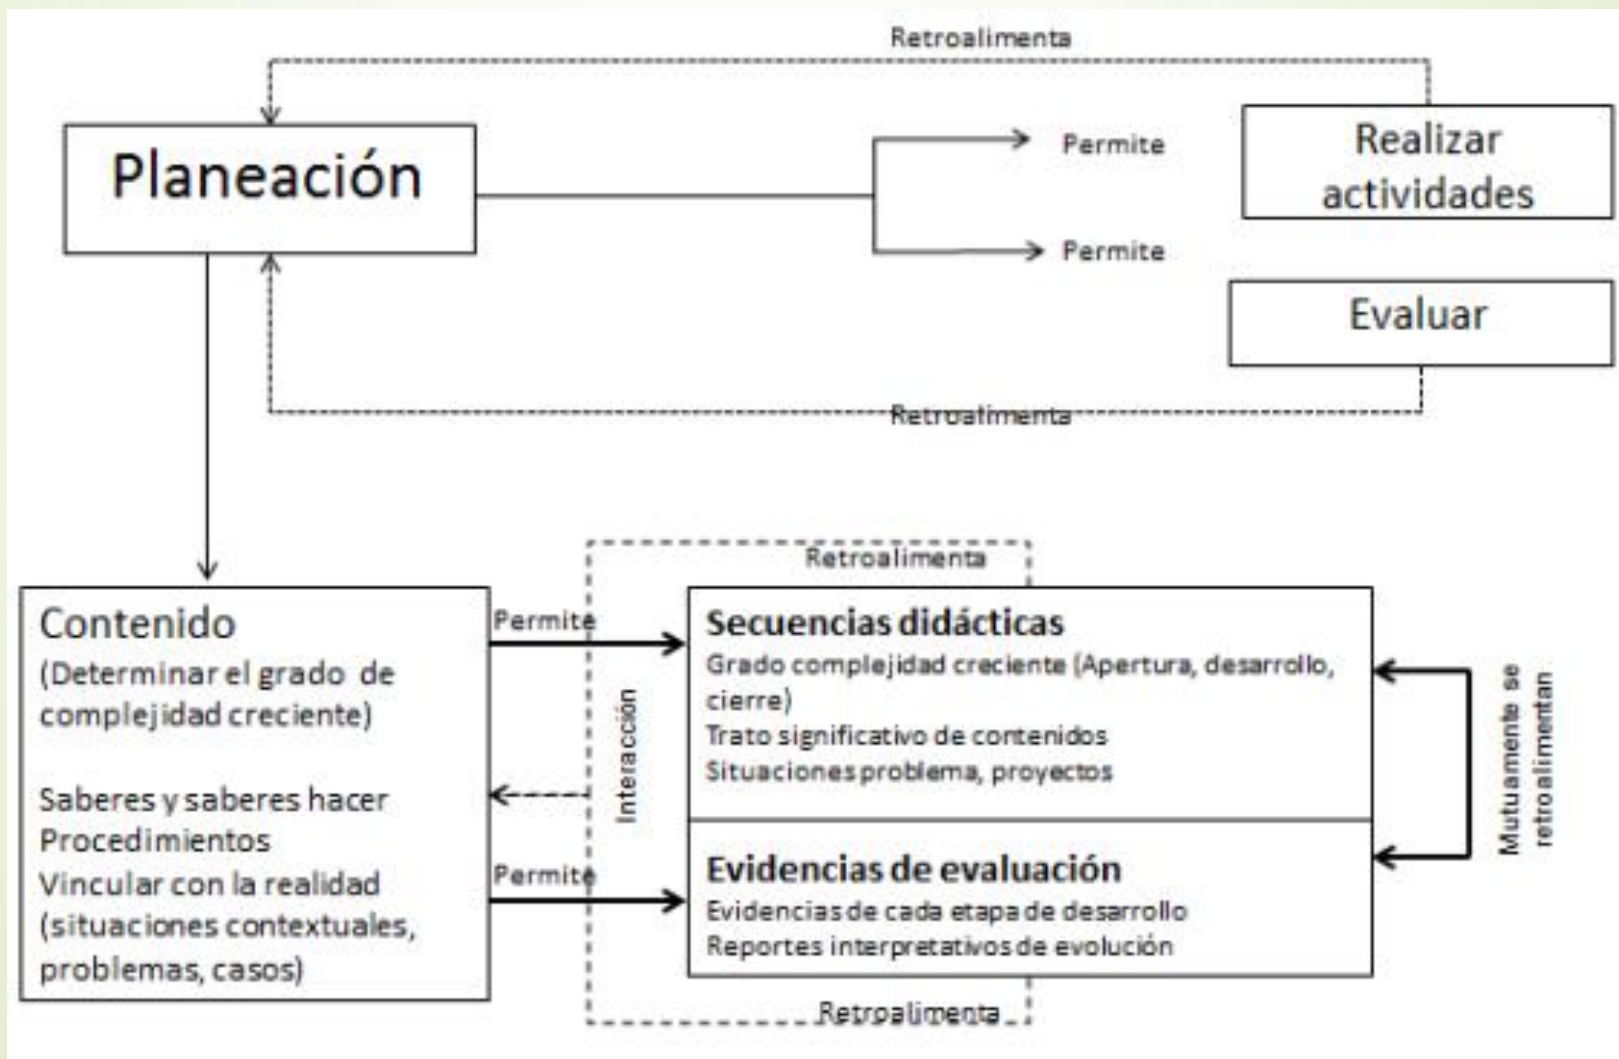 Retroalimenta
Planeación
Permite
Realizar
actividades
Permite
Evaluar
Retroalimenta
Contenido
(Determinar el grado de
complejidad creciente)
Saberes y saberes hacer
Procedimientos
Vincular con la realidad
(situaciones contextuales,
problemas, casos)
Permite
Permite
Retroalimenta
Interacción
Secuencias didácticas
Grado complejidad creciente (Apertura, desarrollo,
cierre)
Trato significativo de contenidos
Situaciones problema, proyectos
Evidencias de evaluación
Evidencias de cada etapa de desarrollo
Reportes interpretativos de evolución
Retroalimenta
Mutuamente se
retroalimentan